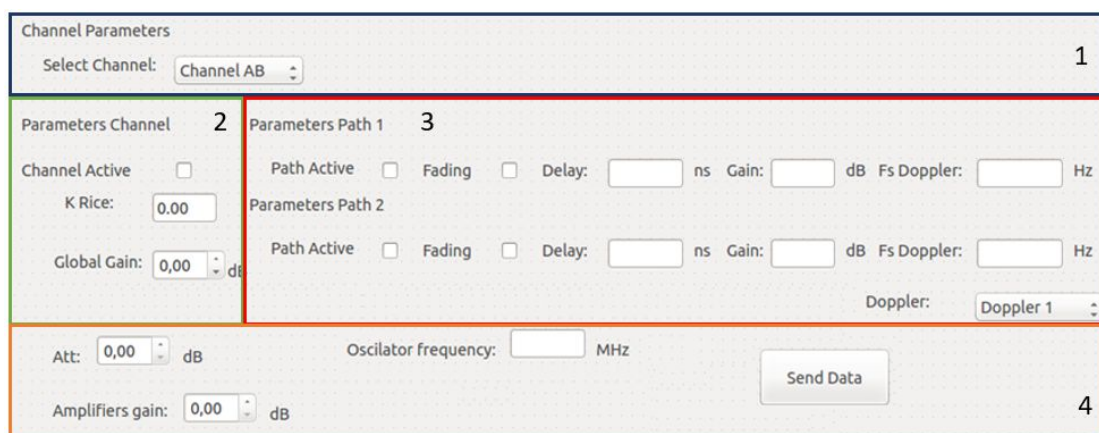 Channel Parameters
Select Channel: Channel AB
1
Parameters Channel 2
Channel Active
K Rice: 0.00
Global Gain: 0,00 dB
Parameters Path 1 3
Path Active Fading Delay: ns Gain: dB Fs Doppler: Hz
Parameters Path 2
Path Active Fading Delay: ns Gain: dB Fs Doppler: Hz
Doppler: Doppler 1
Att: 0,00 dB Oscilator frequency: MHz
Send Data
Amplifiers gain: 0,00 dB
4